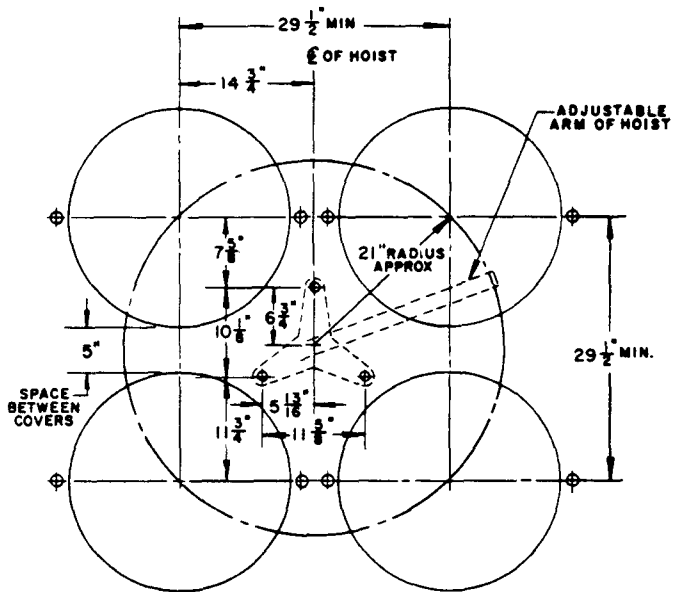 29 1/2" MIN
℄ OF HOIST
14 3/4"
ADJUSTABLE
ARM OF HOIST
7 5/8"
21" RADIUS
APPROX
6 3/4"
10 1/8"
5"
29 1/2" MIN.
SPACE
BETWEEN
COVERS
5 13/16"
11 3/4"
11 5/8"